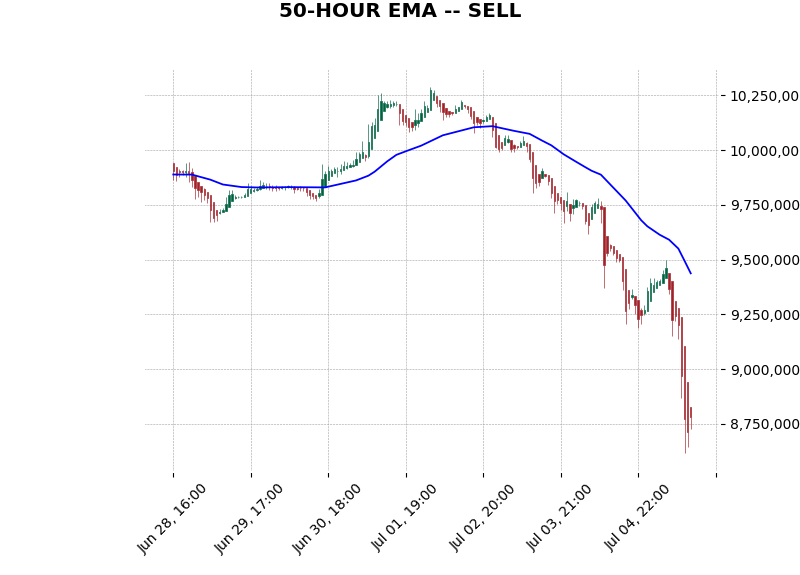 50-HOUR EMA -- SELL
10,250,00
10,000,00
9,750,000
9,500,000
9,250,000
9,000,000
8,750,000
Jun 28, 16:00
Jun 29, 17:00
Jun 30, 18:00
Jul 01, 19:00
Jul 02, 20:00
Jul 03, 21:00
Jul 04, 22:00